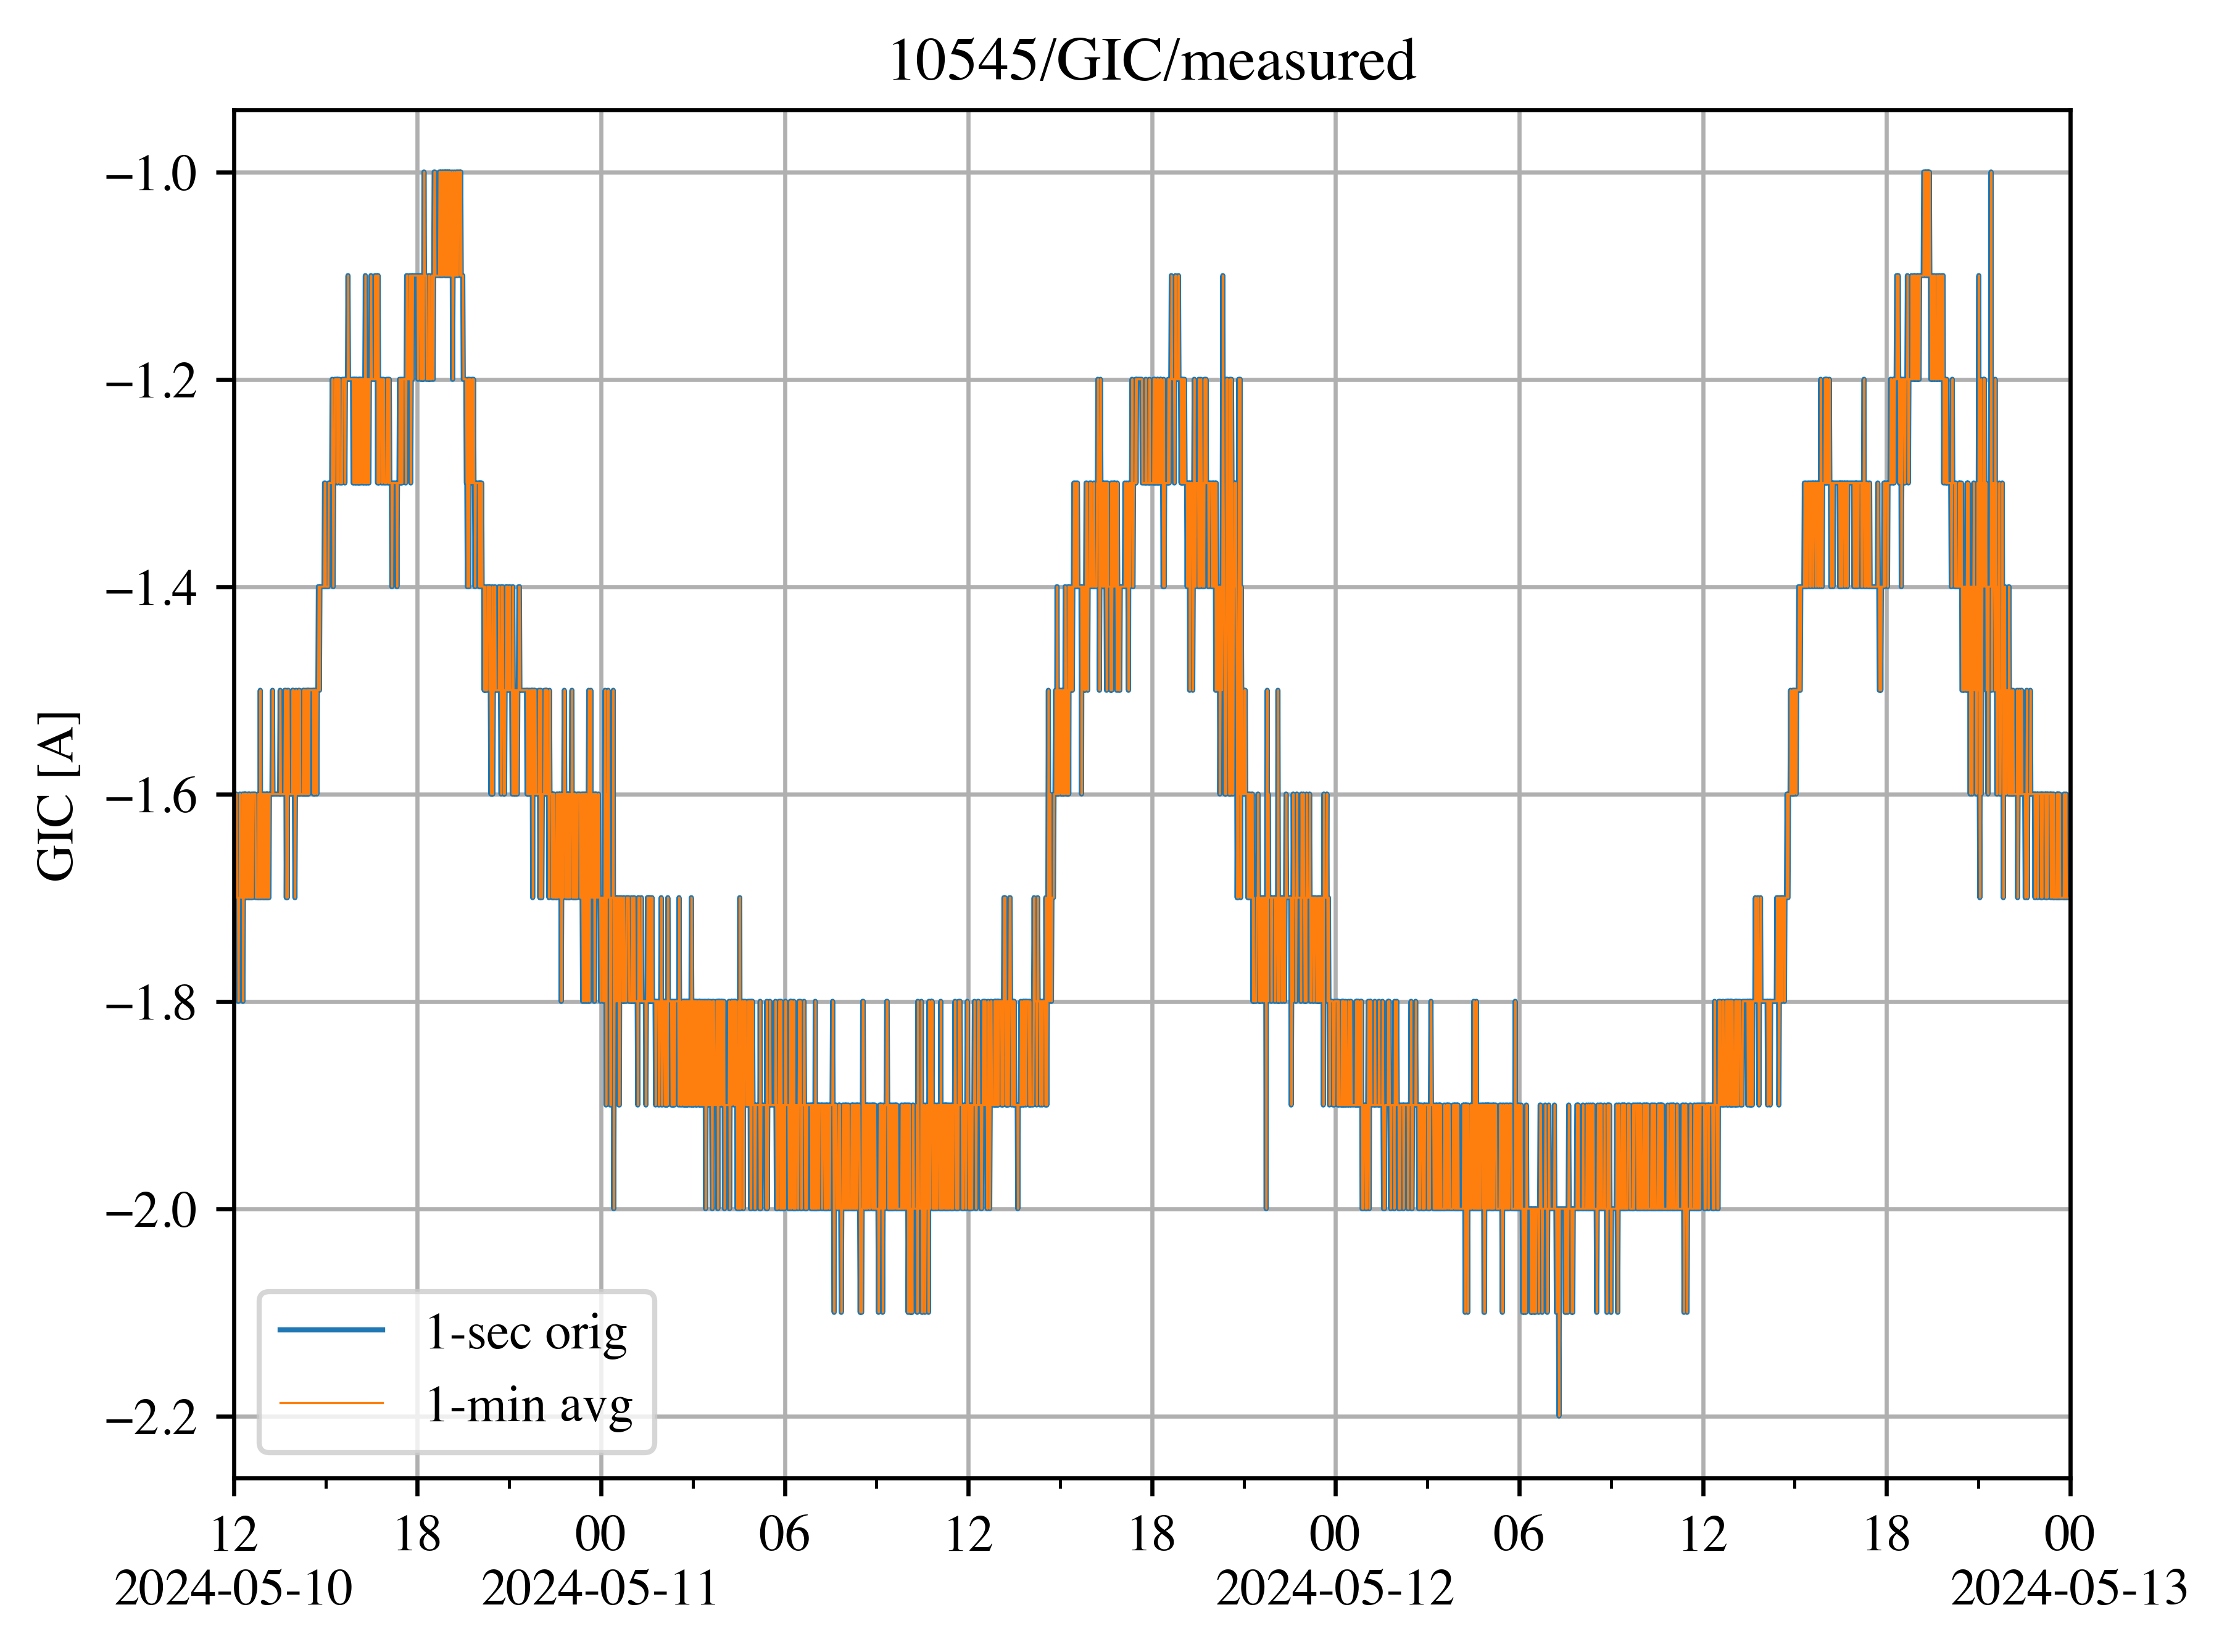 10545/GIC/measured
GIC [A]
−1.0
−1.2
−1.4
−1.6
−1.8
−2.0
−2.2
1-sec orig
1-min avg
12 18 00 06 12 18 00 06 12 18 00
2024-05-10 2024-05-11 2024-05-12 2024-05-13